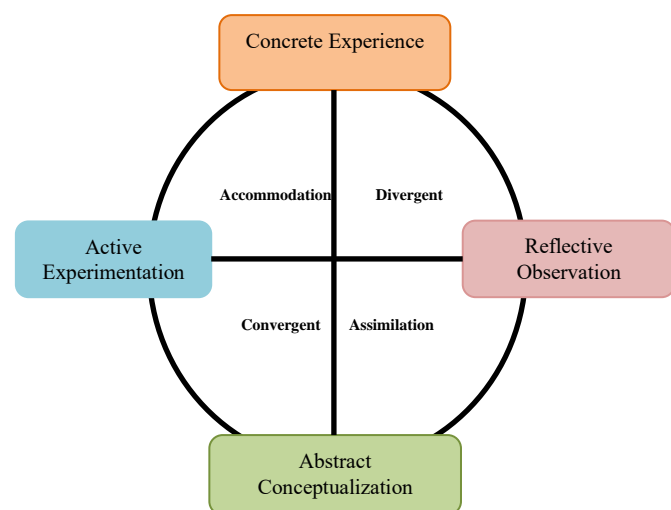 Concrete Experience
Accommodation
Divergent
Active
Experimentation
Reflective
Observation
Convergent
Assimilation
Abstract
Conceptualization